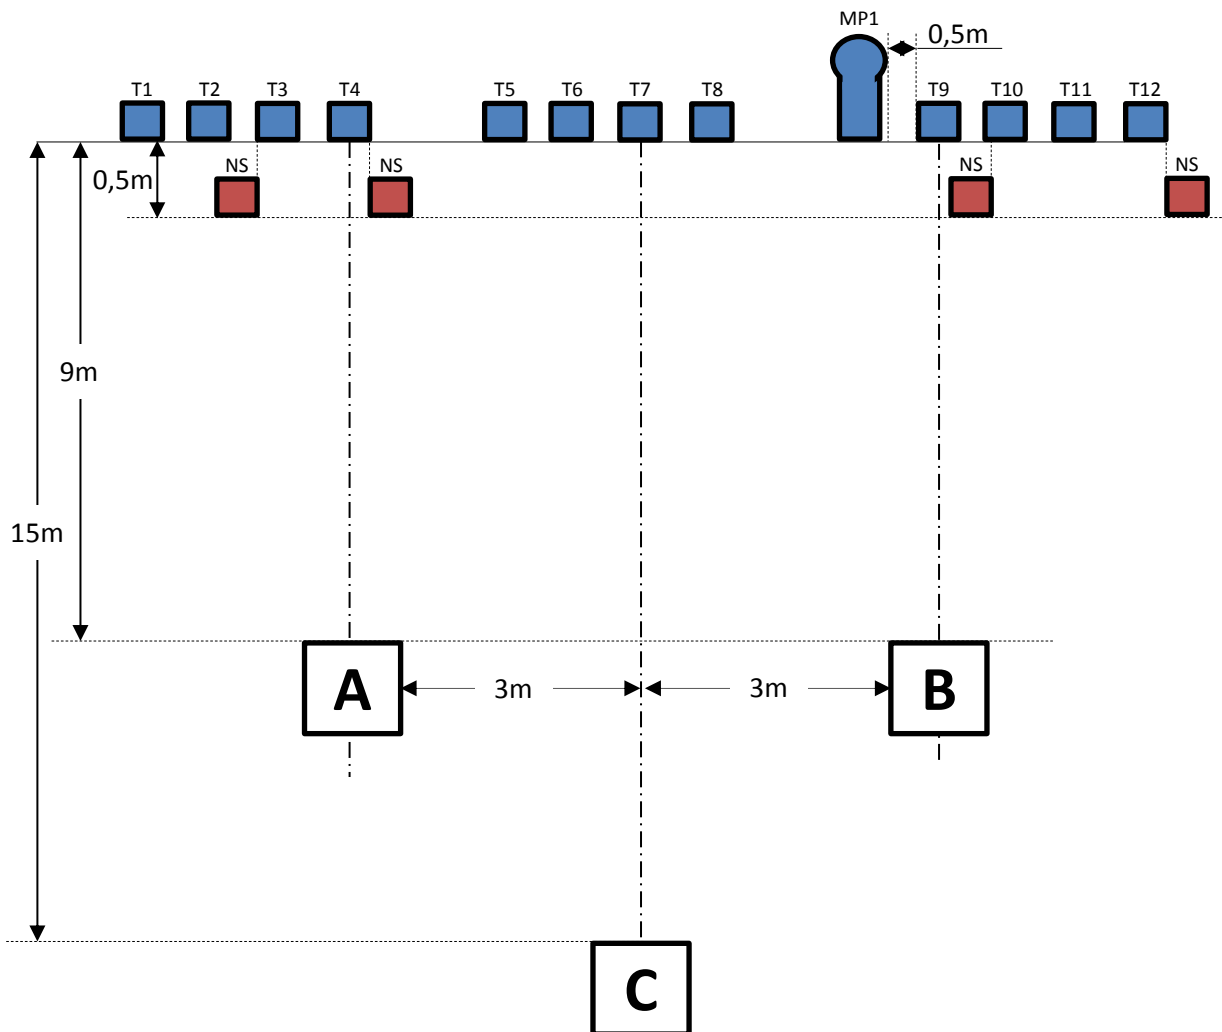 MP1
0,5m
T1 T2 T3 T4 T5 T6 T7 T8 T9 T10 T11 T12
0,5m
NS NS NS NS
9m
15m
A 3m 3m B
C